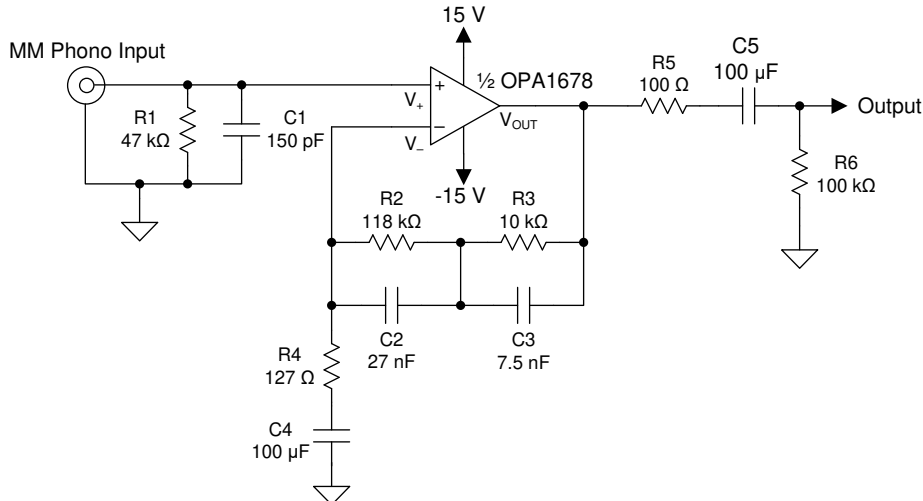 15 V
MM Phono Input
½ OPA1678
C5
100 µF
R5
100 Ω
Output
+
V+
–
V–
VOUT
R1
47 kΩ
C1
150 pF
-15 V
R6
100 kΩ
R2
118 kΩ
R3
10 kΩ
C2
27 nF
C3
7.5 nF
R4
127 Ω
C4
100 µF